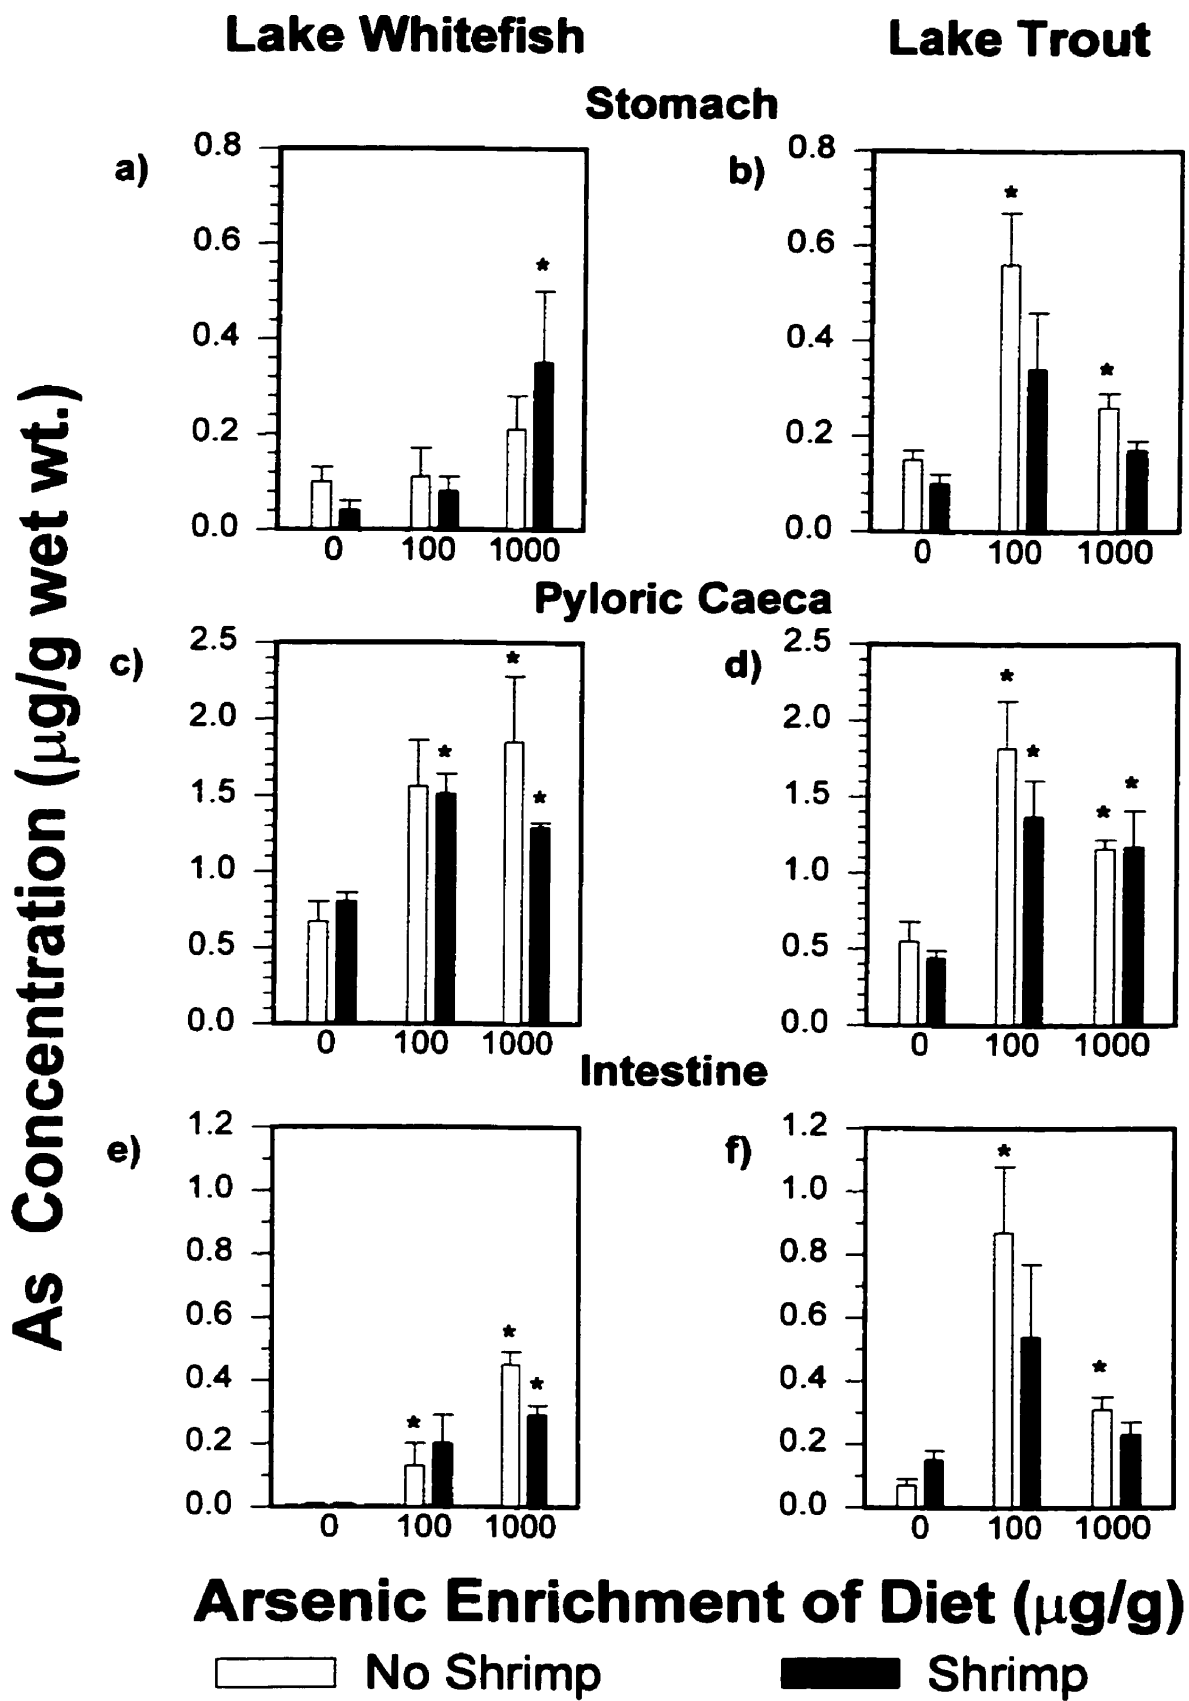 Lake Whitefish Lake Trout
Stomach
a) b)
0.8 0.8
* *
0.6 0.6
*
0.4 0.4
0.2 0.2
0.0 0.0
0 100 1000 0 100 1000
Pyloric Caeca
c) d)
2.5 2.5
* * * * * * *
2.0 2.0
1.5 1.5
1.0 1.0
0.5 0.5
0.0 0.0
0 100 1000 0 100 1000
Intestine
e) f)
1.2 1.2
*
1.0 1.0
0.8 0.8
0.6 0.6
* *
0.4 0.4
* *
0.2 0.2
0.0 0.0
0 100 1000 0 100 1000
As Concentration (μg/g wet wt.)
Arsenic Enrichment of Diet (μg/g)
No Shrimp Shrimp